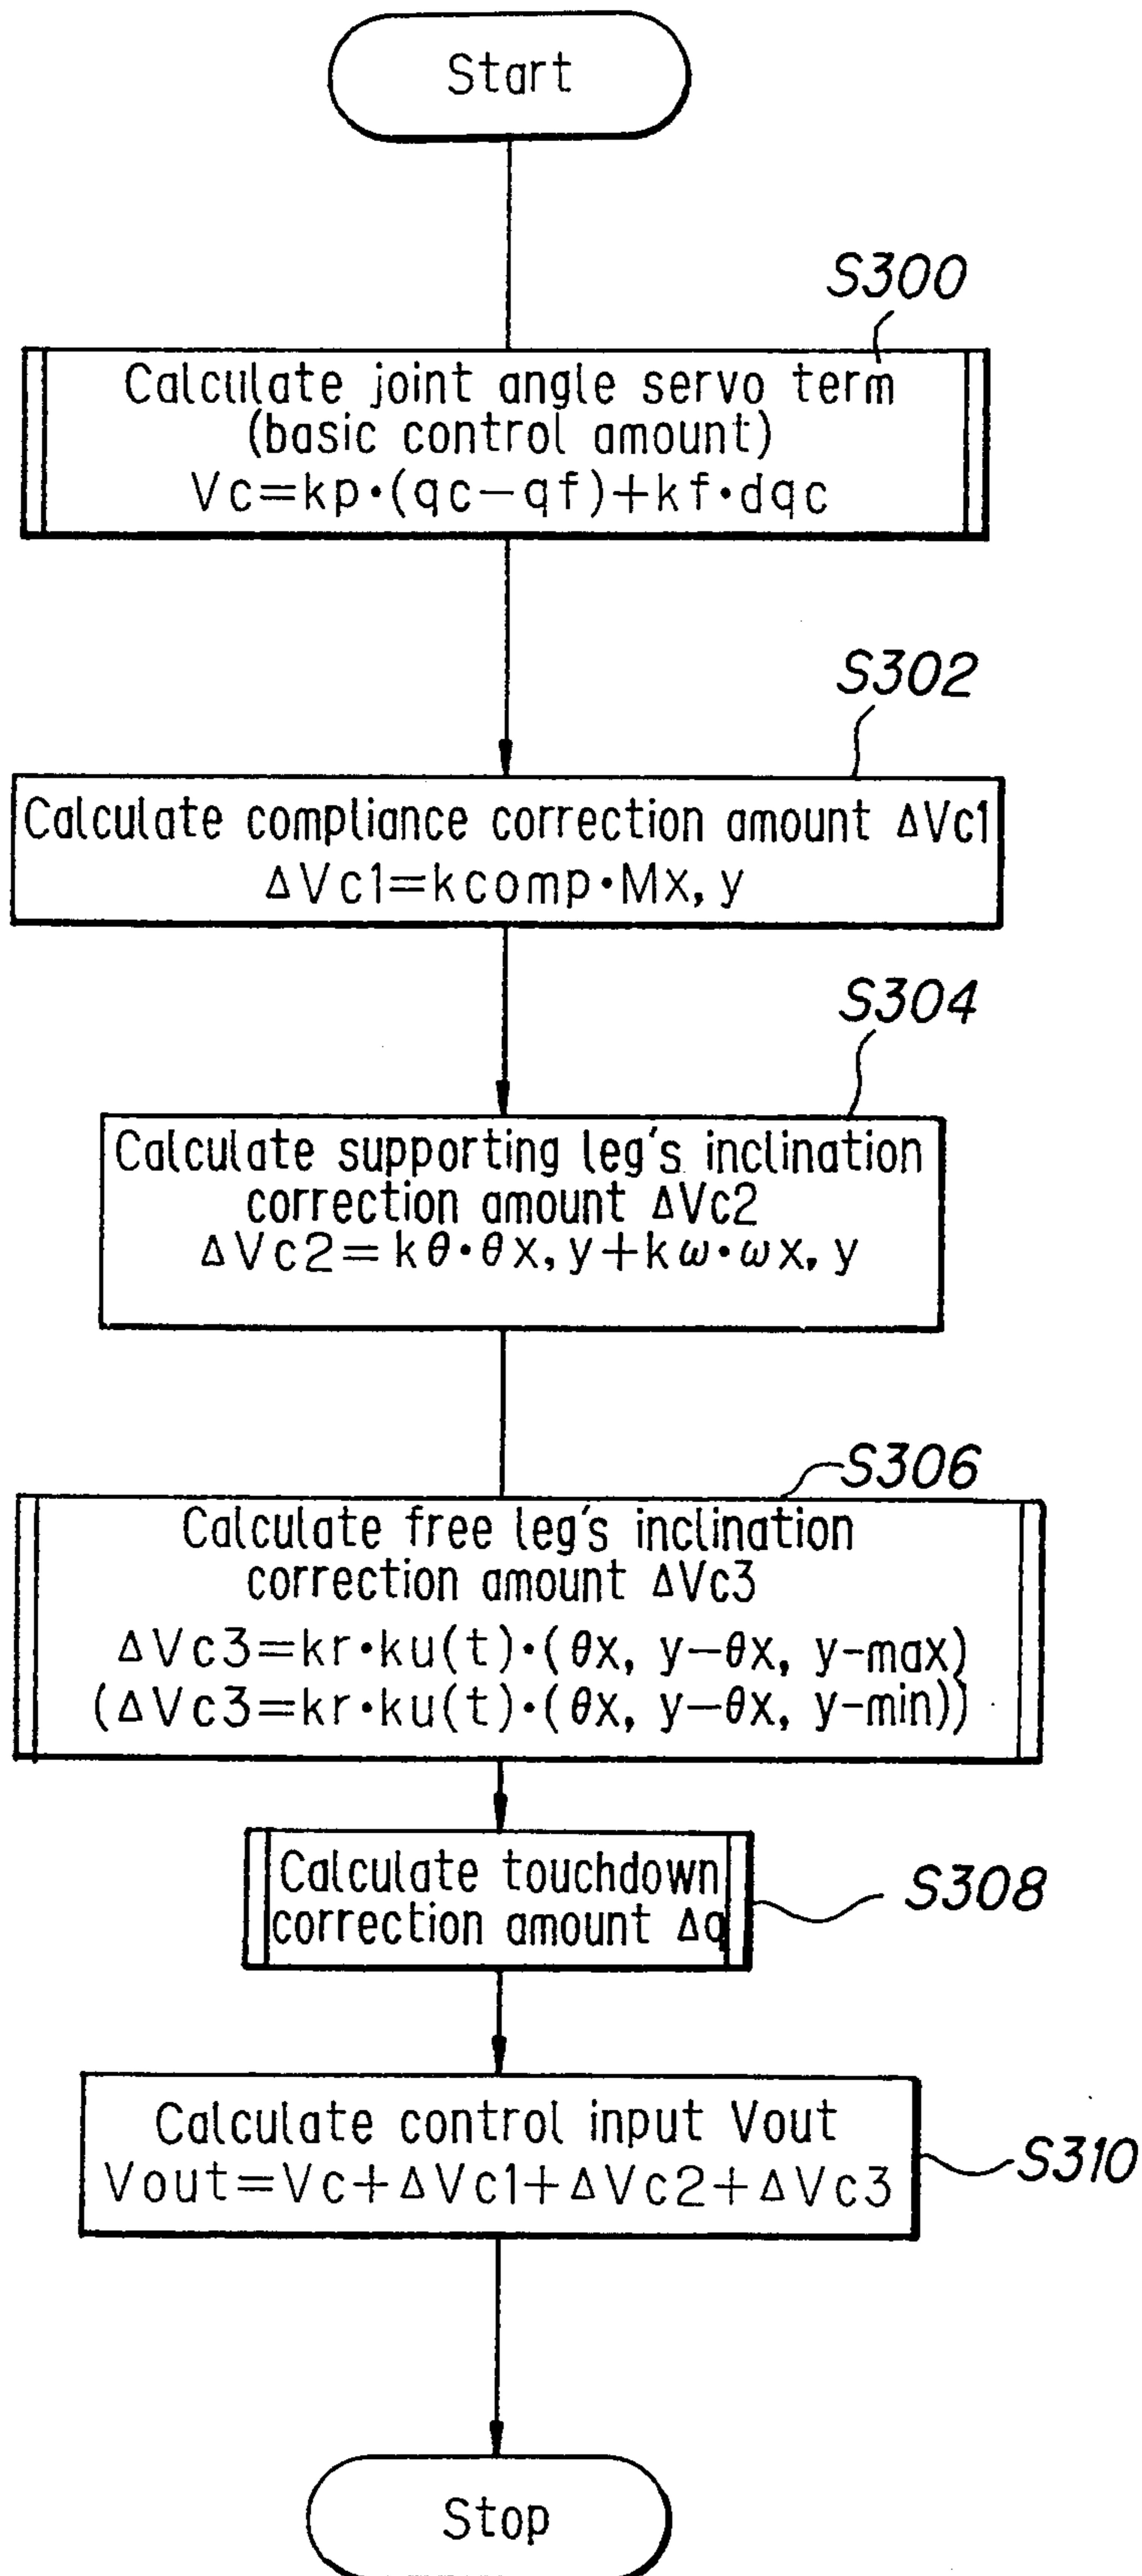 Start
S300
Calculate joint angle servo term
(basic control amount)
Vc=kp·(qc-qf)+kf·dqc
S302
Calculate compliance correction amount ΔVc1
ΔVc1=kcomp·Mx, y
S304
Calculate supporting leg's inclination
correction amount ΔVc2
ΔVc2=kθ·θx, y+kω·ωx, y
S306
Calculate free leg's inclination
correction amount ΔVc3
ΔVc3=kr·ku(t)·(θx, y-θx, y-max)
(ΔVc3=kr·ku(t)·(θx, y-θx, y-min))
Calculate touchdown
correction amount Δq
S308
Calculate control input Vout
Vout=Vc+ΔVc1+ΔVc2+ΔVc3
S310
Stop